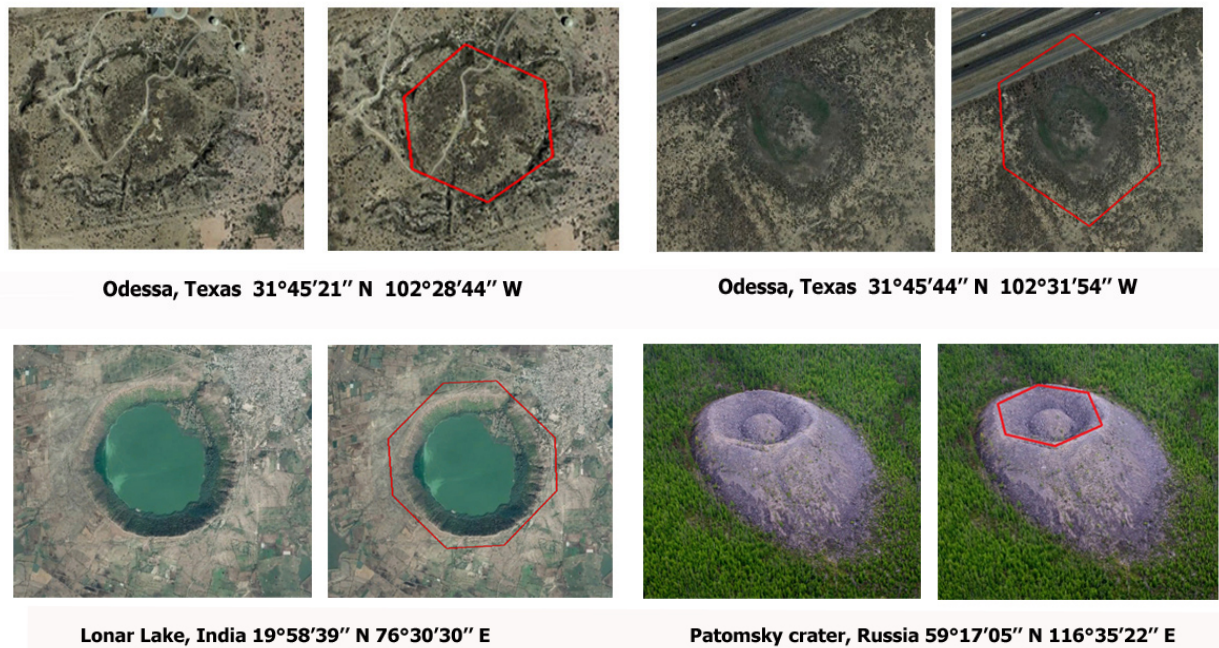 Odessa, Texas 31°45′21′′ N 102°28′44′′ W
Odessa, Texas 31°45′44′′ N 102°31′54′′ W
Lonar Lake, India 19°58′39′′ N 76°30′30′′ E
Patomsky crater, Russia 59°17′05′′ N 116°35′22′′ E